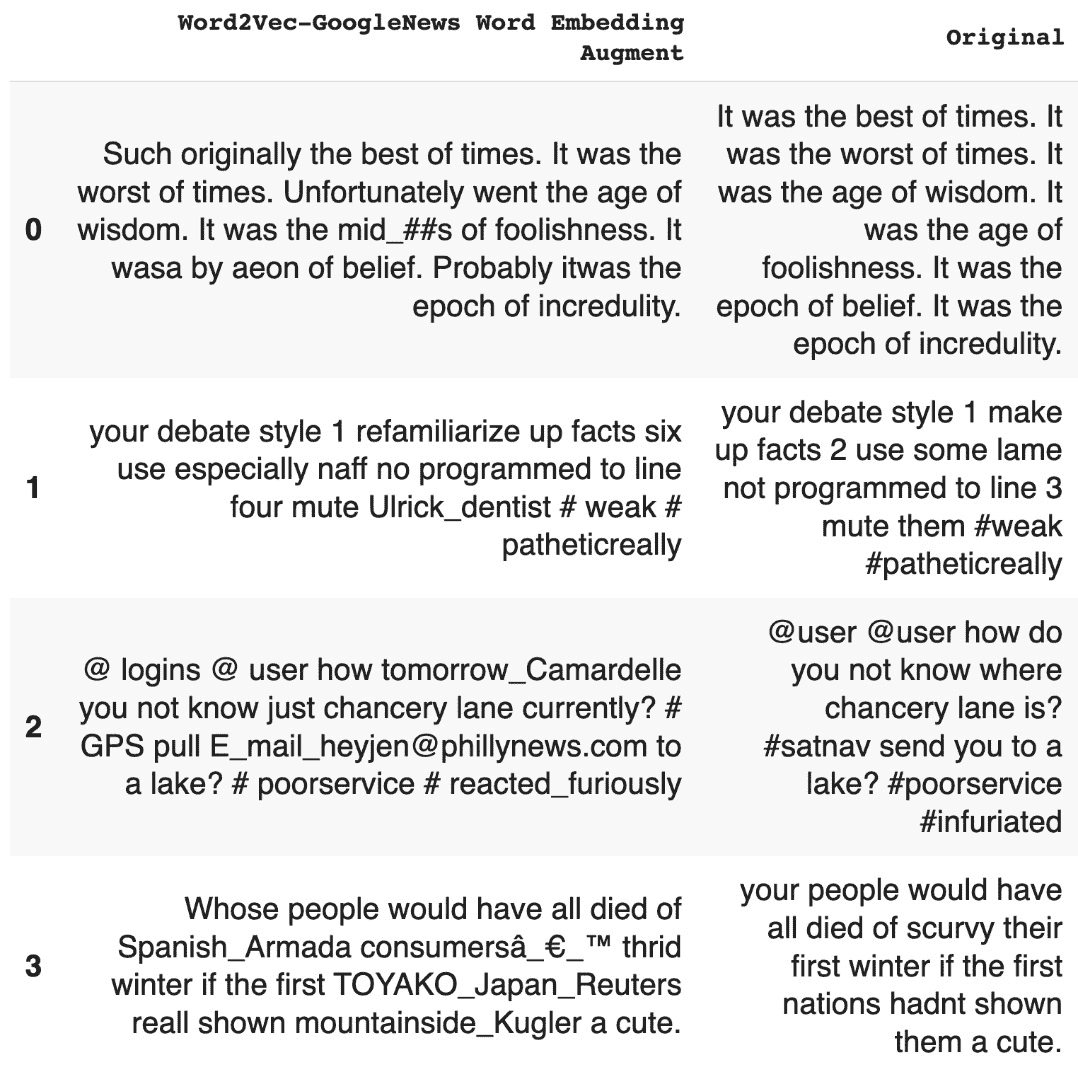 Word2Vec-GoogleNews Word Embedding
Augment
Original
0
Such originally the best of times. It was the
worst of times. Unfortunately went the age of
wisdom. It was the mid_##s of foolishness. It
wasa by aeon of belief. Probably itwas the
epoch of incredulity.
It was the best of times. It
was the worst of times. It
was the age of wisdom. It
was the age of
foolishness. It was the
epoch of belief. It was the
epoch of incredulity.
1
your debate style 1 refamiliarize up facts six
use especially naff no programmed to line
four mute Ulrick_dentist # weak #
patheticreally
your debate style 1 make
up facts 2 use some lame
not programmed to line 3
mute them #weak
#patheticreally
2
@ logins @ user how tomorrow_Camardelle
you not know just chancery lane currently? #
GPS pull E_mail_heyjen@phillynews.com to
a lake? # poorservice # reacted_furiously
@user @user how do
you not know where
chancery lane is?
#satnav send you to a
lake? #poorservice
#infuriated
3
Whose people would have all died of
Spanish_Armada consumersâ_€_™ thrid
winter if the first TOYAKO_Japan_Reuters
reall shown mountainside_Kugler a cute.
your people would have
all died of scurvy their
first winter if the first
nations hadnt shown
them a cute.